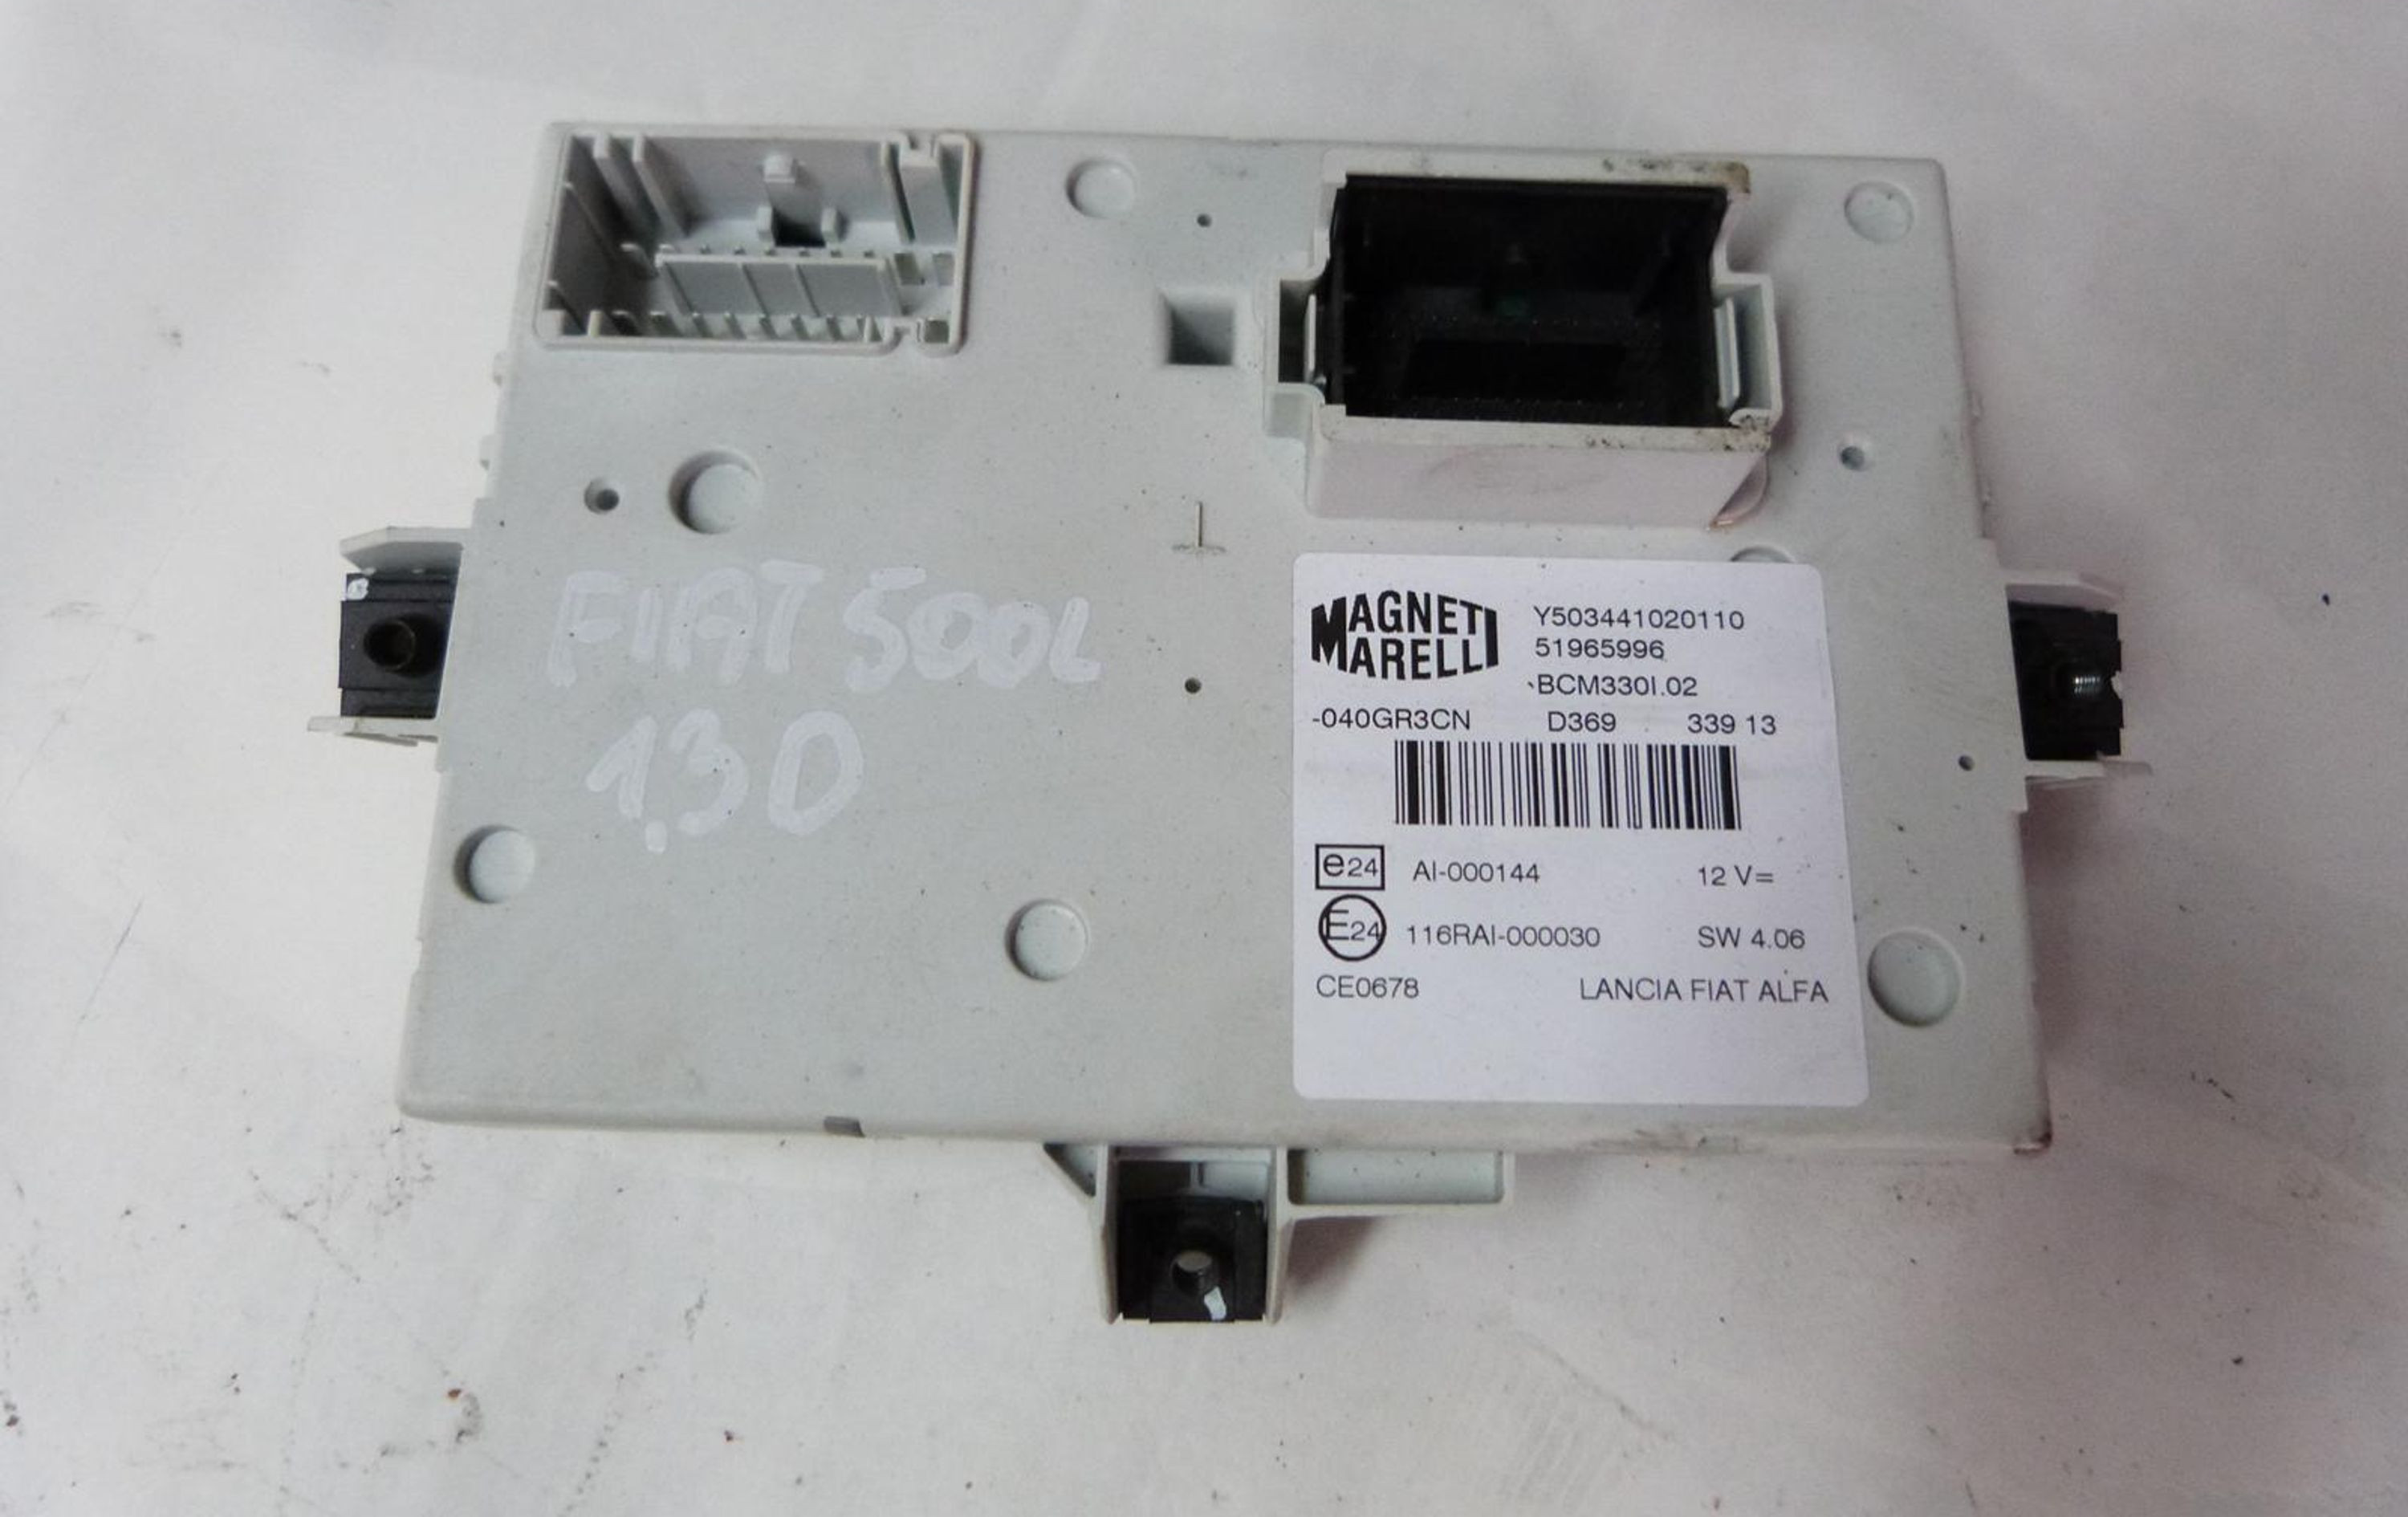 FIAT 500L
1.3D
MAGNETI
MARELLI
Y503441020110
51965996
BCM330I.02
-040GR3CN D369 339 13
e24 AI-000144 12 V=
E24 116RAI-000030 SW 4.06
CE0678 LANCIA FIAT ALFA